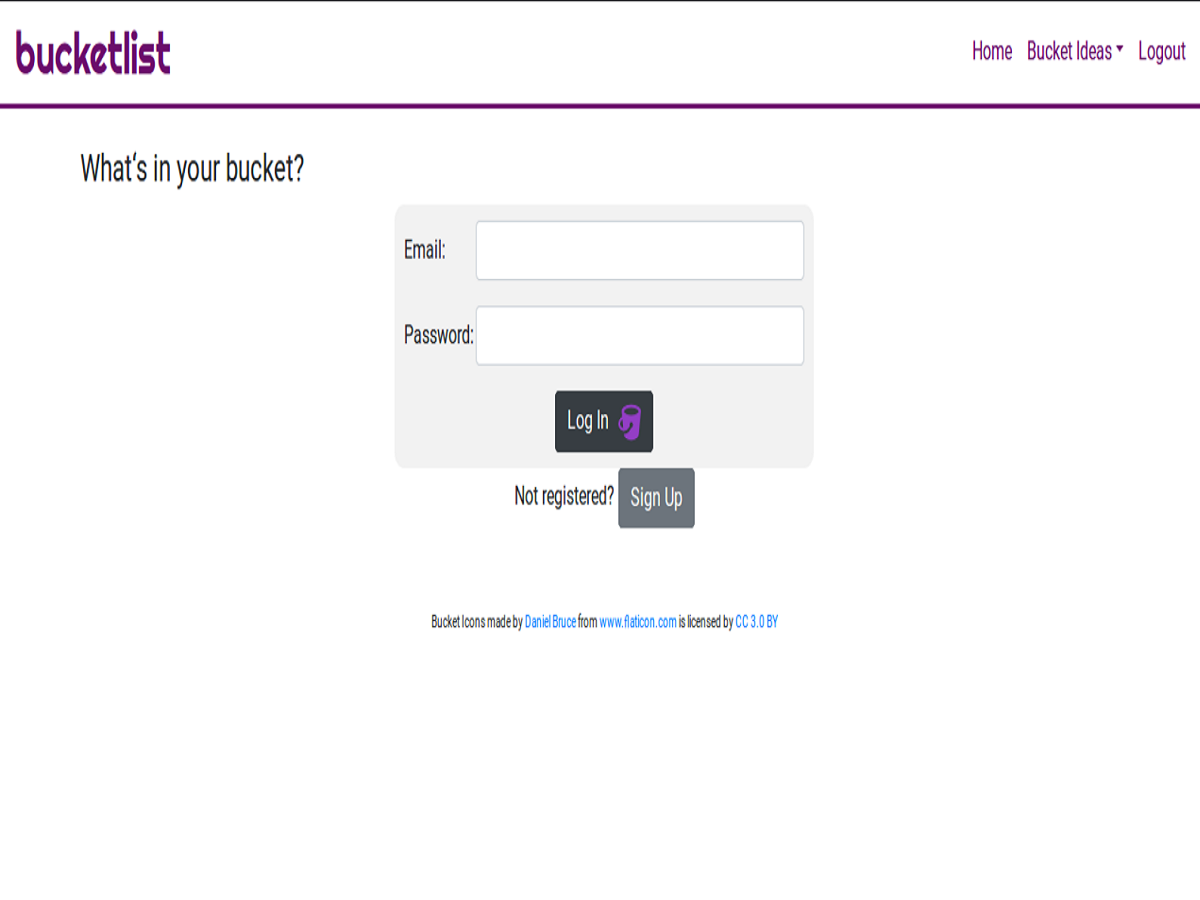 bucketlist
Home Bucket Ideas Logout
What‘s in your bucket?
Email:
Password:
Log In
Not registered? Sign Up
Bucket Icons made by Daniel Bruce from www.flaticon.com is licensed by CC 3.0 BY